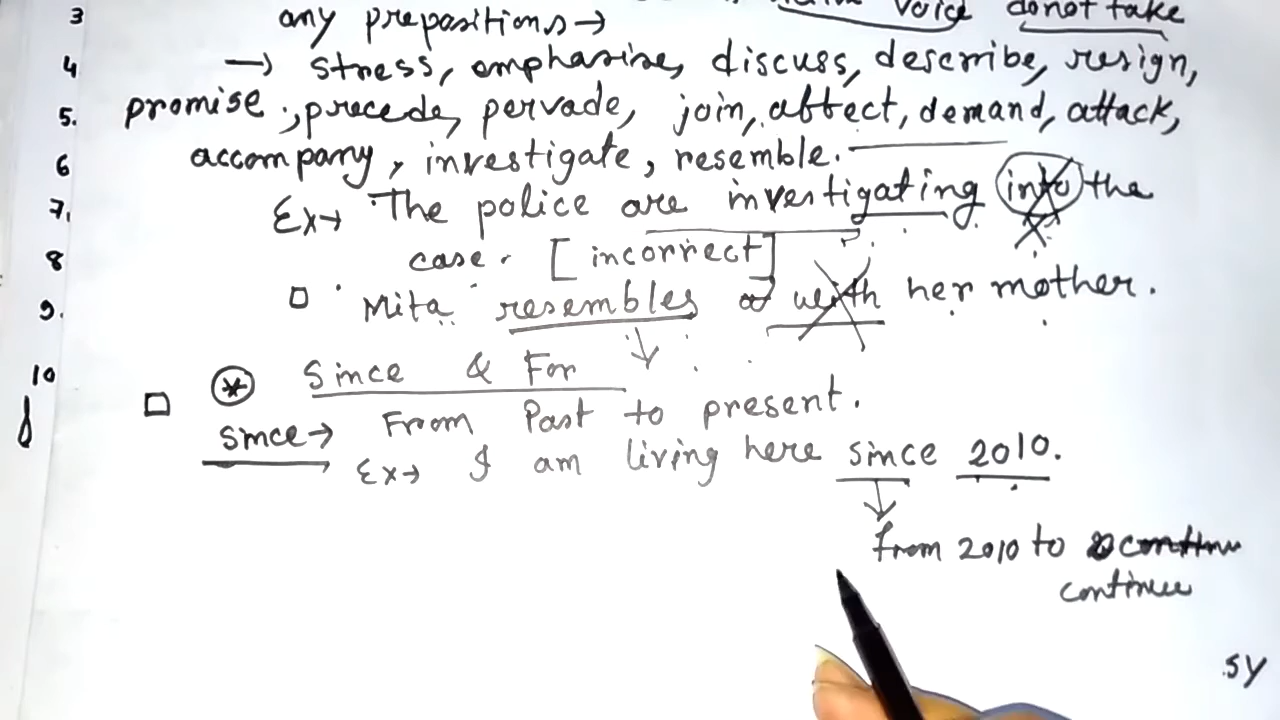 3 any prepositions → voice do not take
4 → stress, emphasise, discuss, describe, resign,
5. promise, precede, pervade, join, affect, demand, attack,
6 accompany, investigate, resemble.
7. Ex→ The police are investigating into the
8 case. [incorrect]
9. Mita resembles with her mother.
10
Since & For
Since → From Past to present.
Ex→ I am living here since 2010.
from 2010 to
continue
SY